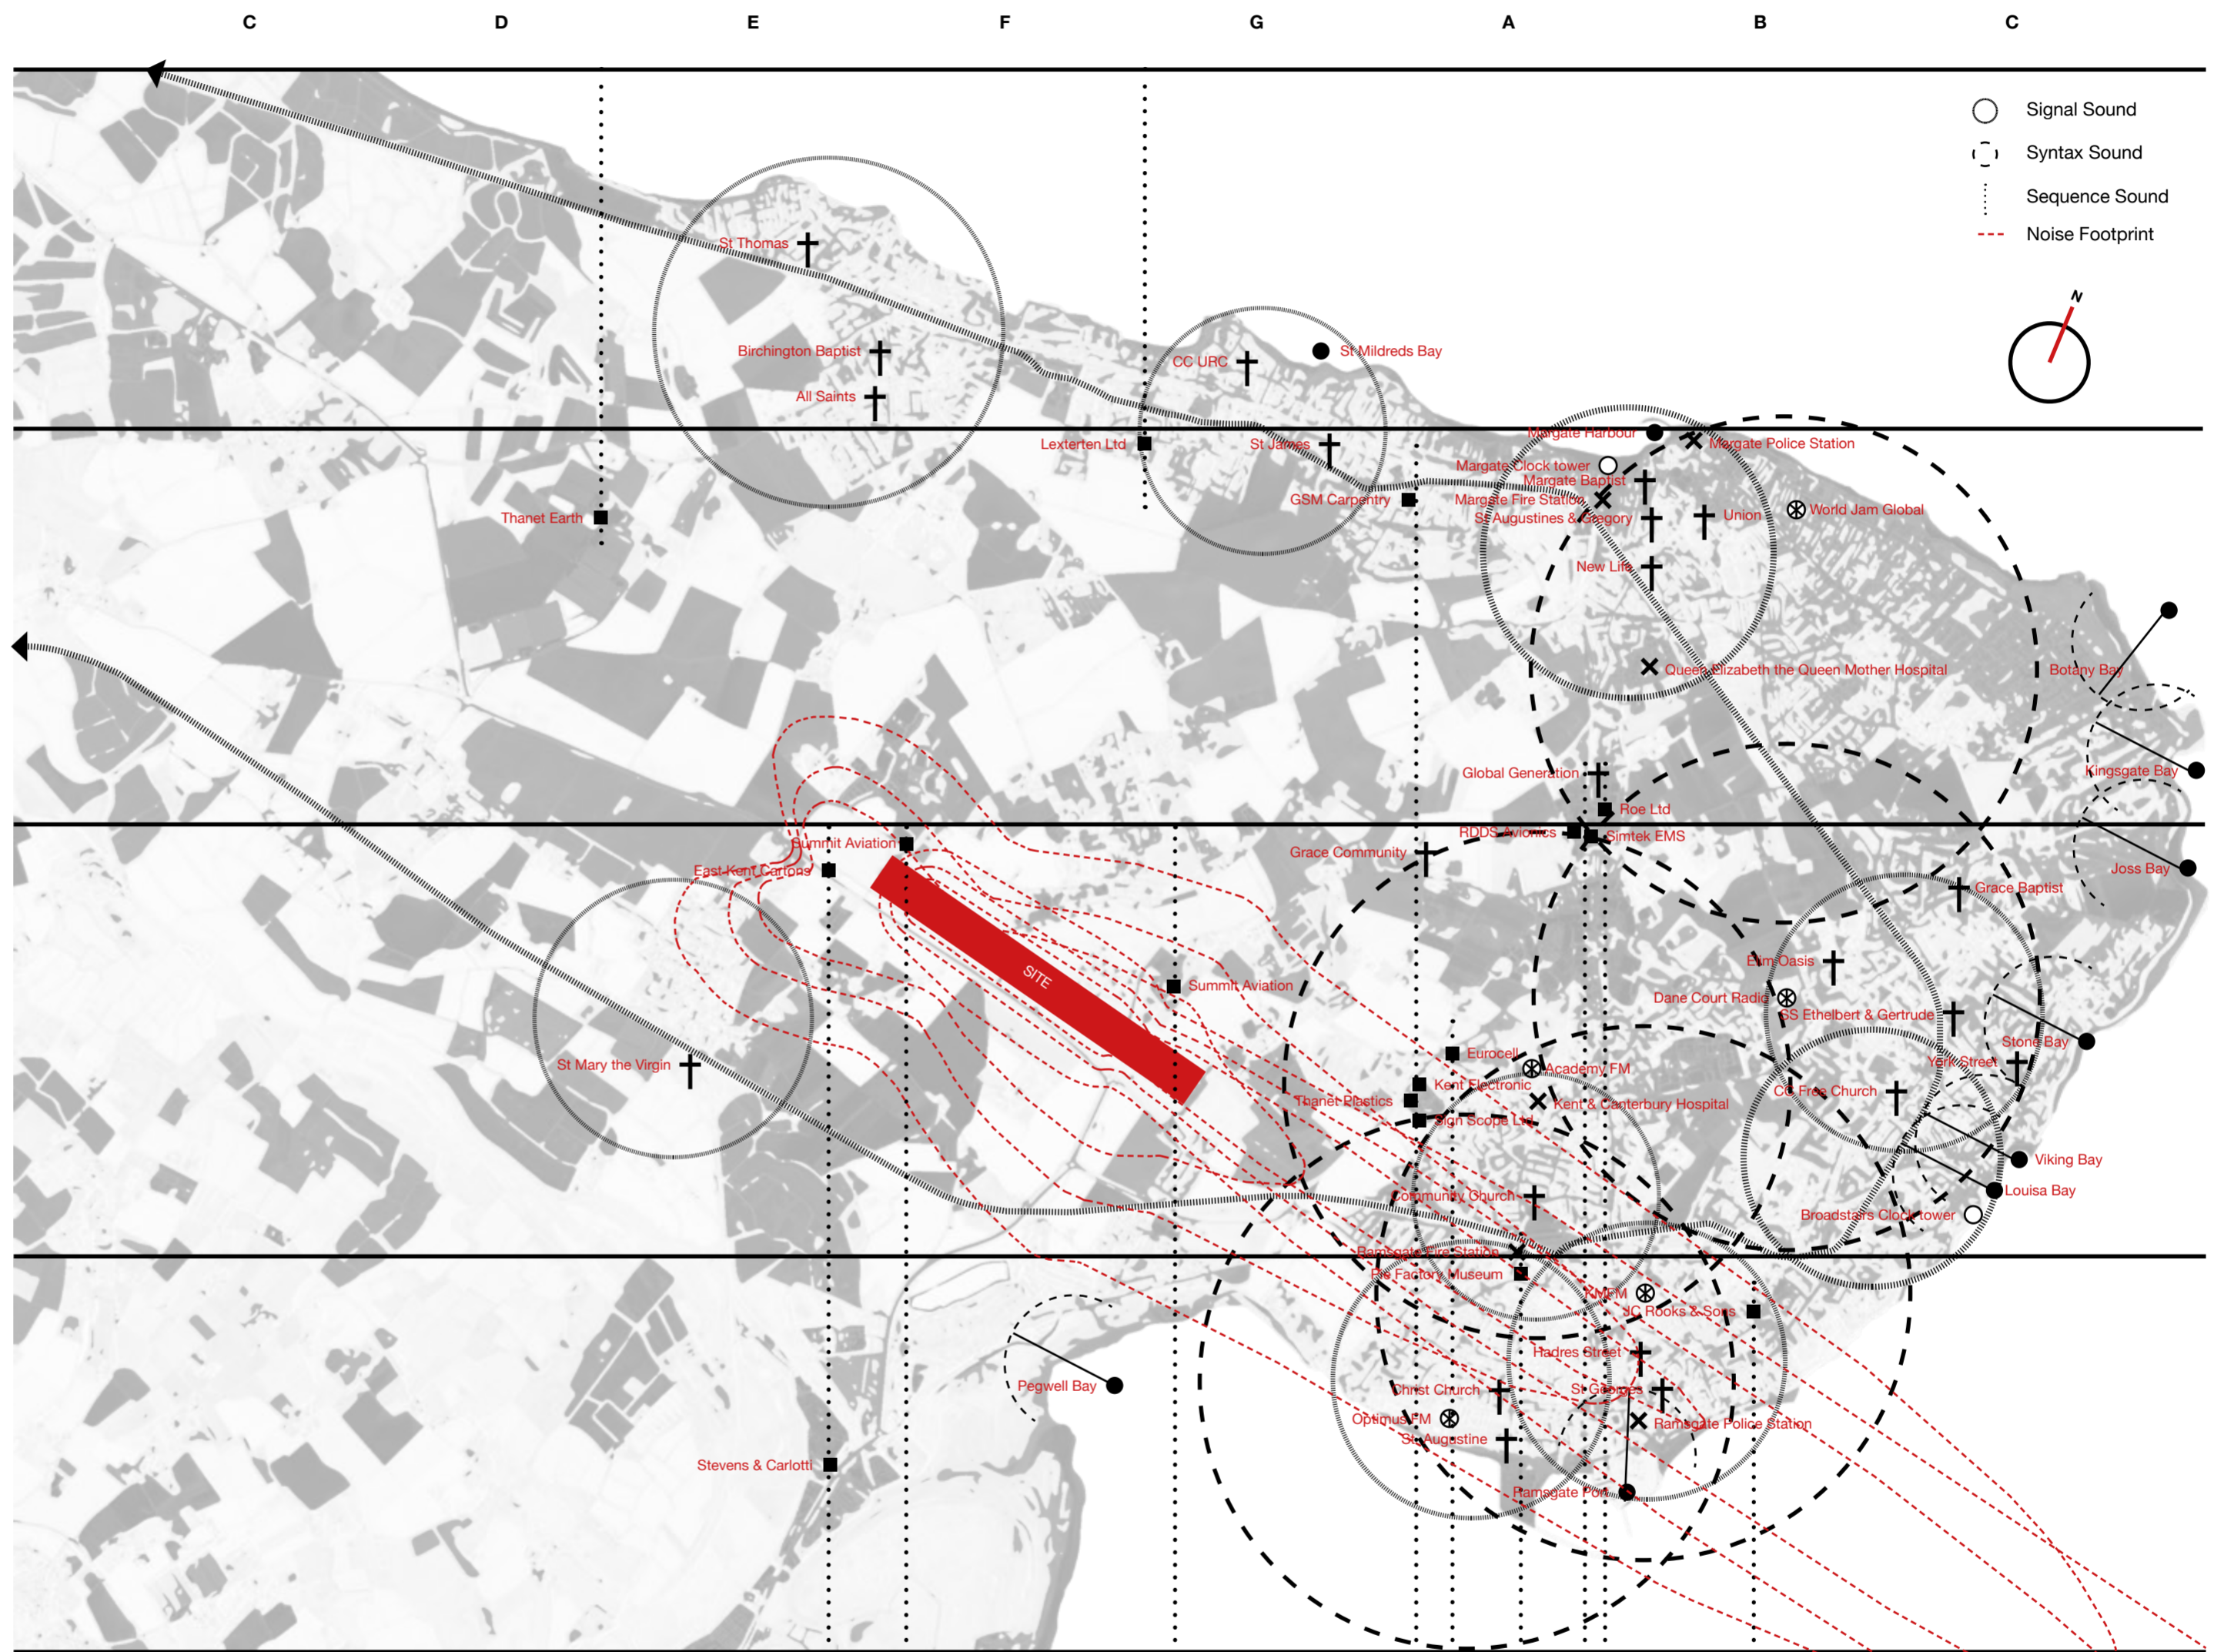 C D E F G A B C
Signal Sound
Syntax Sound
Sequence Sound
Noise Footprint
N
St Thomas
Birchington Baptist
CC URC
St Mildreds Bay
All Saints
Margate Harbour
Lexterten Ltd
St James
Margate Police Station
Margate Clock tower
Margate Baptist
GSM Carpentry
Margate Fire Station
World Jam Global
Thanet Earth
St Augustines & Gregory
Union
New Life
Queen Elizabeth the Queen Mother Hospital
Botany Bay
Global Generation
Kingsgate Bay
Roe Ltd
RDDS Avionics
Simtek EMS
Summit Aviation
Grace Community
East Kent Cartons
Joss Bay
Grace Baptist
Elim Oasis
SITE
Summit Aviation
Dane Court Radio
SS Ethelbert & Gertrude
Stone Bay
Eurocell
York Street
St Mary the Virgin
Academy FM
Kent Electronic
CC Free Church
Thanet Plastics
Kent & Canterbury Hospital
Sign Scope Ltd
Viking Bay
Community Church
Louisa Bay
Broadstairs Clock tower
Ramsgate Fire Station
Pie Factory Museum
KMFM
JC Rooks & Sons
Hadres Street
Pegwell Bay
Christ Church
St Georges
Optimus FM
Ramsgate Police Station
St Augustine
Stevens & Carlotti
Ramsgate Port